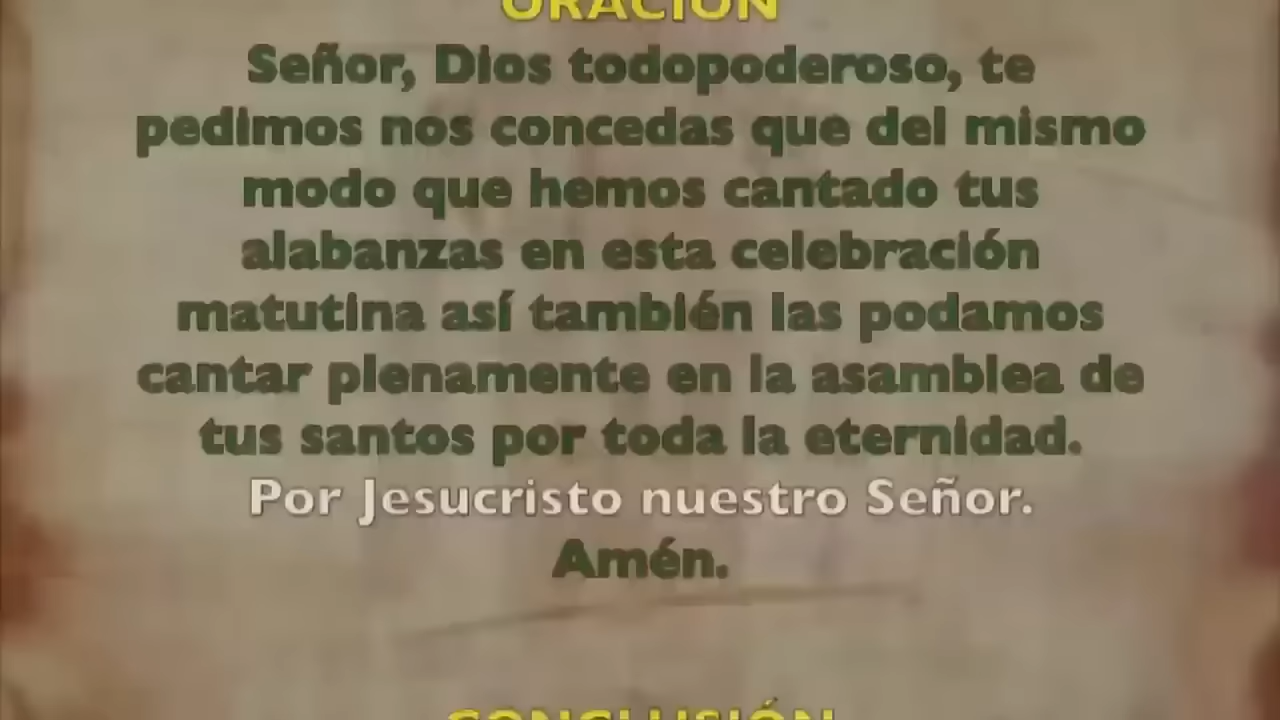 ORACIÓN
Señor, Dios todopoderoso, te
pedimos nos concedas que del mismo
modo que hemos cantado tus
alabanzas en esta celebración
matutina así también las podamos
cantar plenamente en la asamblea de
tus santos por toda la eternidad.
Por Jesucristo nuestro Señor.
Amén.
CONCLUSIÓN